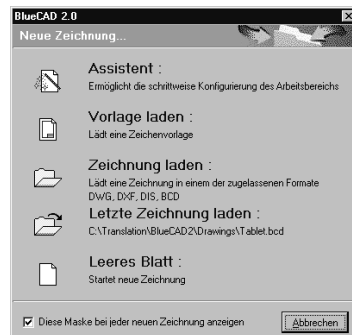 BlueCAD 2.0
Neue Zeichnung...
Assistent :
Ermöglicht die schrittweise Konfigurierung des Arbeitsbereichs
Vorlage laden :
Lädt eine Zeichenvorlage
Zeichnung laden :
Lädt eine Zeichnung in einem der zugelassenen Formate
DWG, DXF, DIS, BCD
Letzte Zeichnung laden :
C:\Translation\BlueCAD2\Drawings\Tablet.bcd
Leeres Blatt :
Startet neue Zeichnung
Diese Maske bei jeder neuen Zeichnung anzeigen
Abbrechen